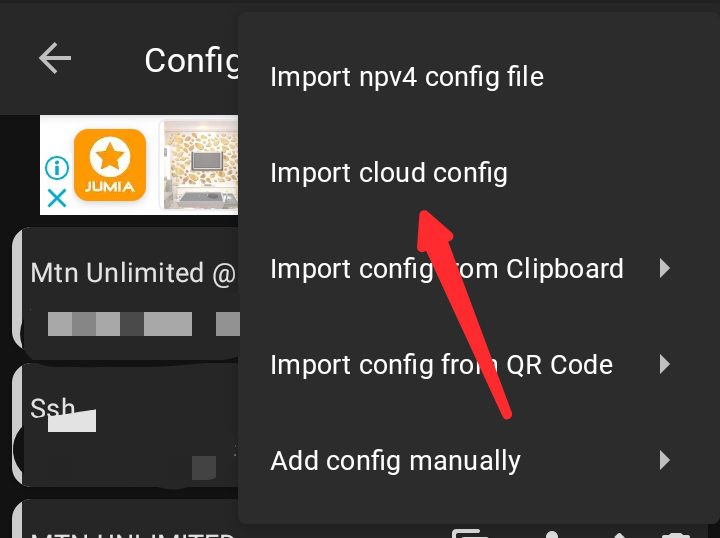 Config
Import npv4 config file
Import cloud config
JUMIA
Mtn Unlimited @
Import config from Clipboard
Import config from QR Code
Ssh
Add config manually
MTN UNLIMITED